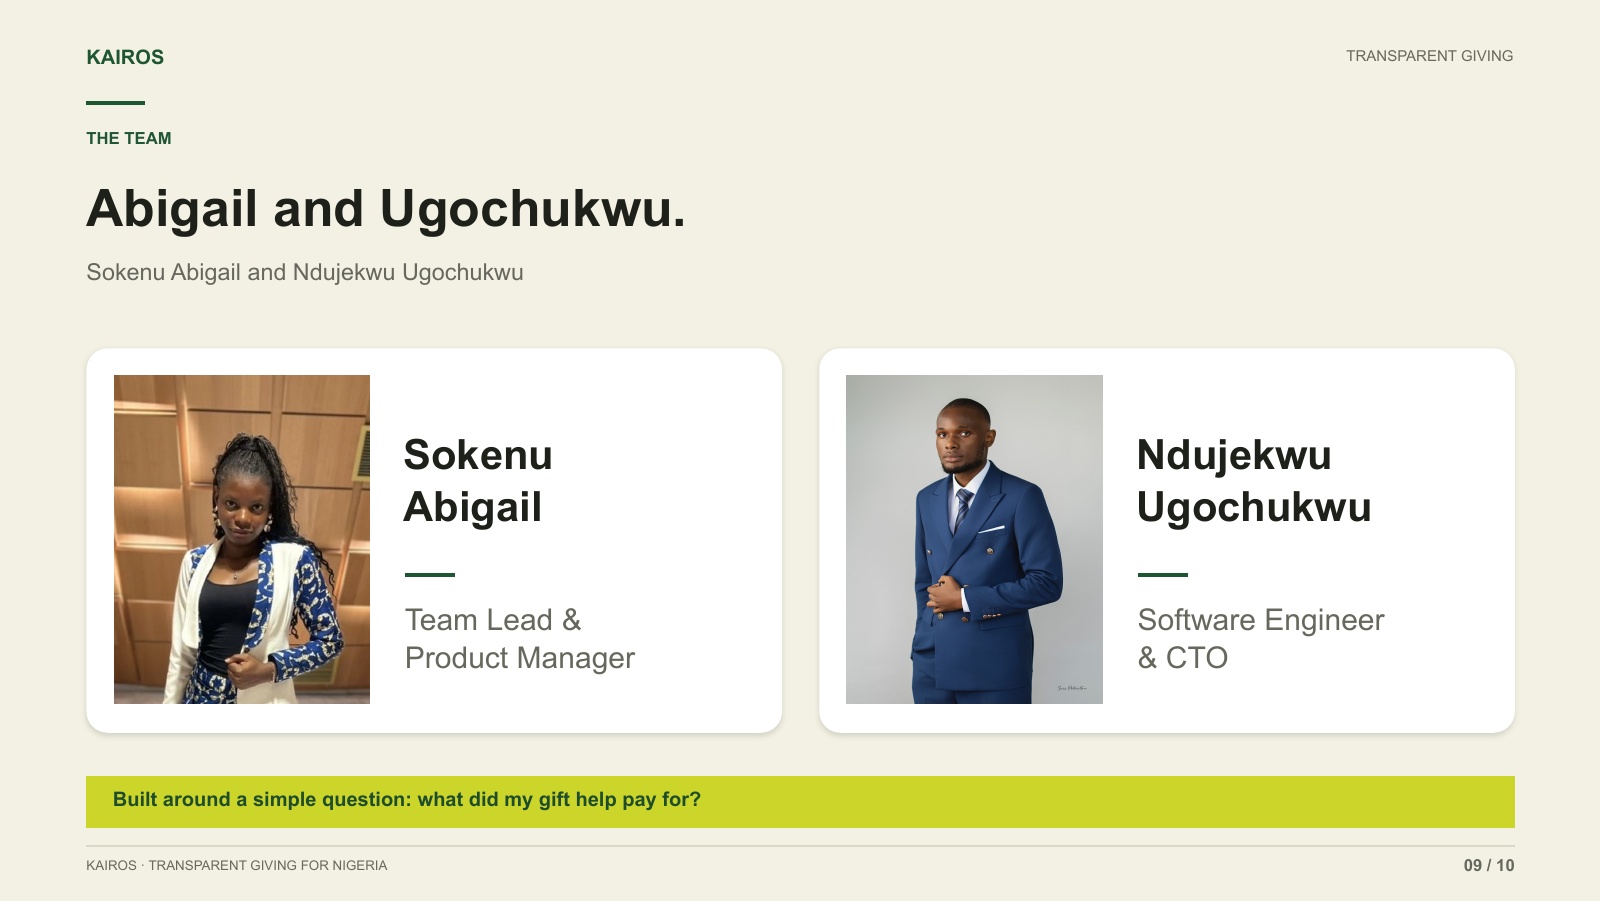 KAIROS
TRANSPARENT GIVING
THE TEAM
Abigail and Ugochukwu.
Sokenu Abigail and Ndujekwu Ugochukwu
Sokenu
Abigail
Team Lead &
Product Manager
Ndujekwu
Ugochukwu
Software Engineer
& CTO
Built around a simple question: what did my gift help pay for?
KAIROS · TRANSPARENT GIVING FOR NIGERIA
09 / 10